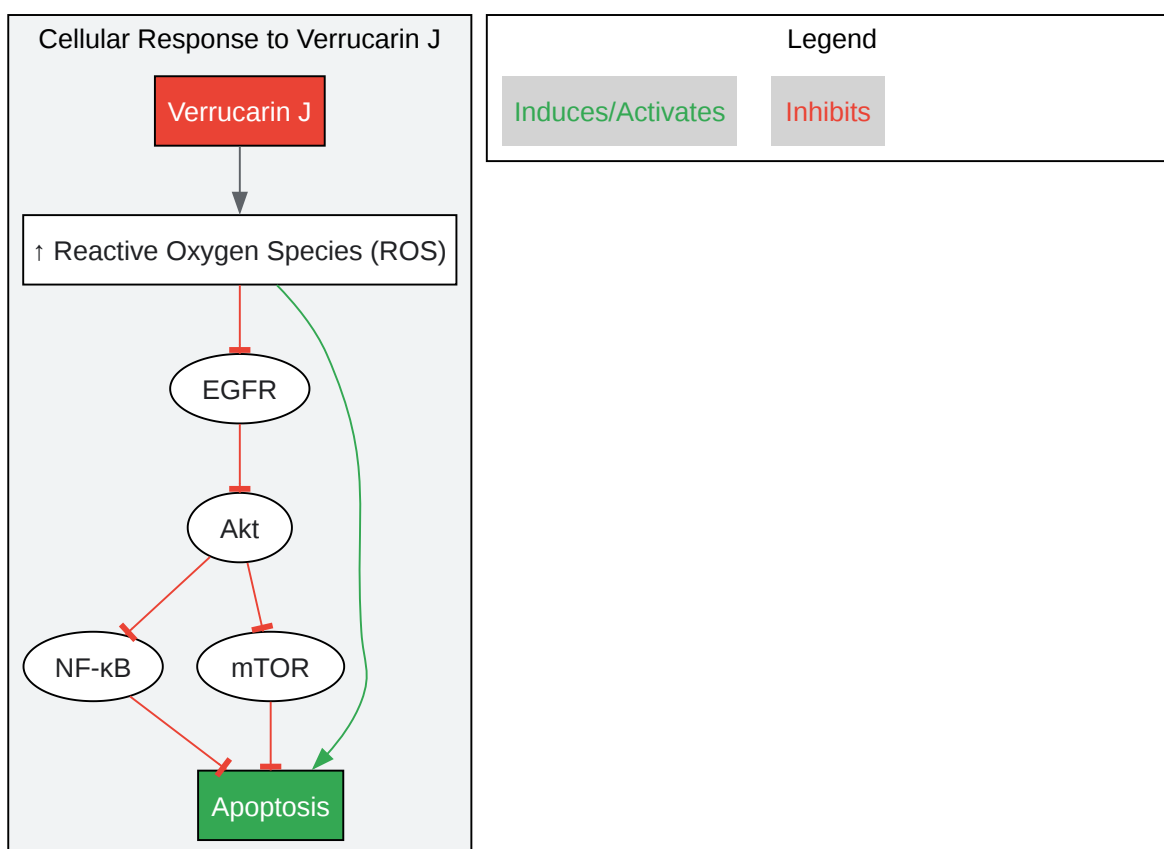 Cellular Response to Verrucarin J
Verrucarin J
↑ Reactive Oxygen Species (ROS)
EGFR
Akt
NF-κB
mTOR
Apoptosis
Legend
Induces/Activates
Inhibits